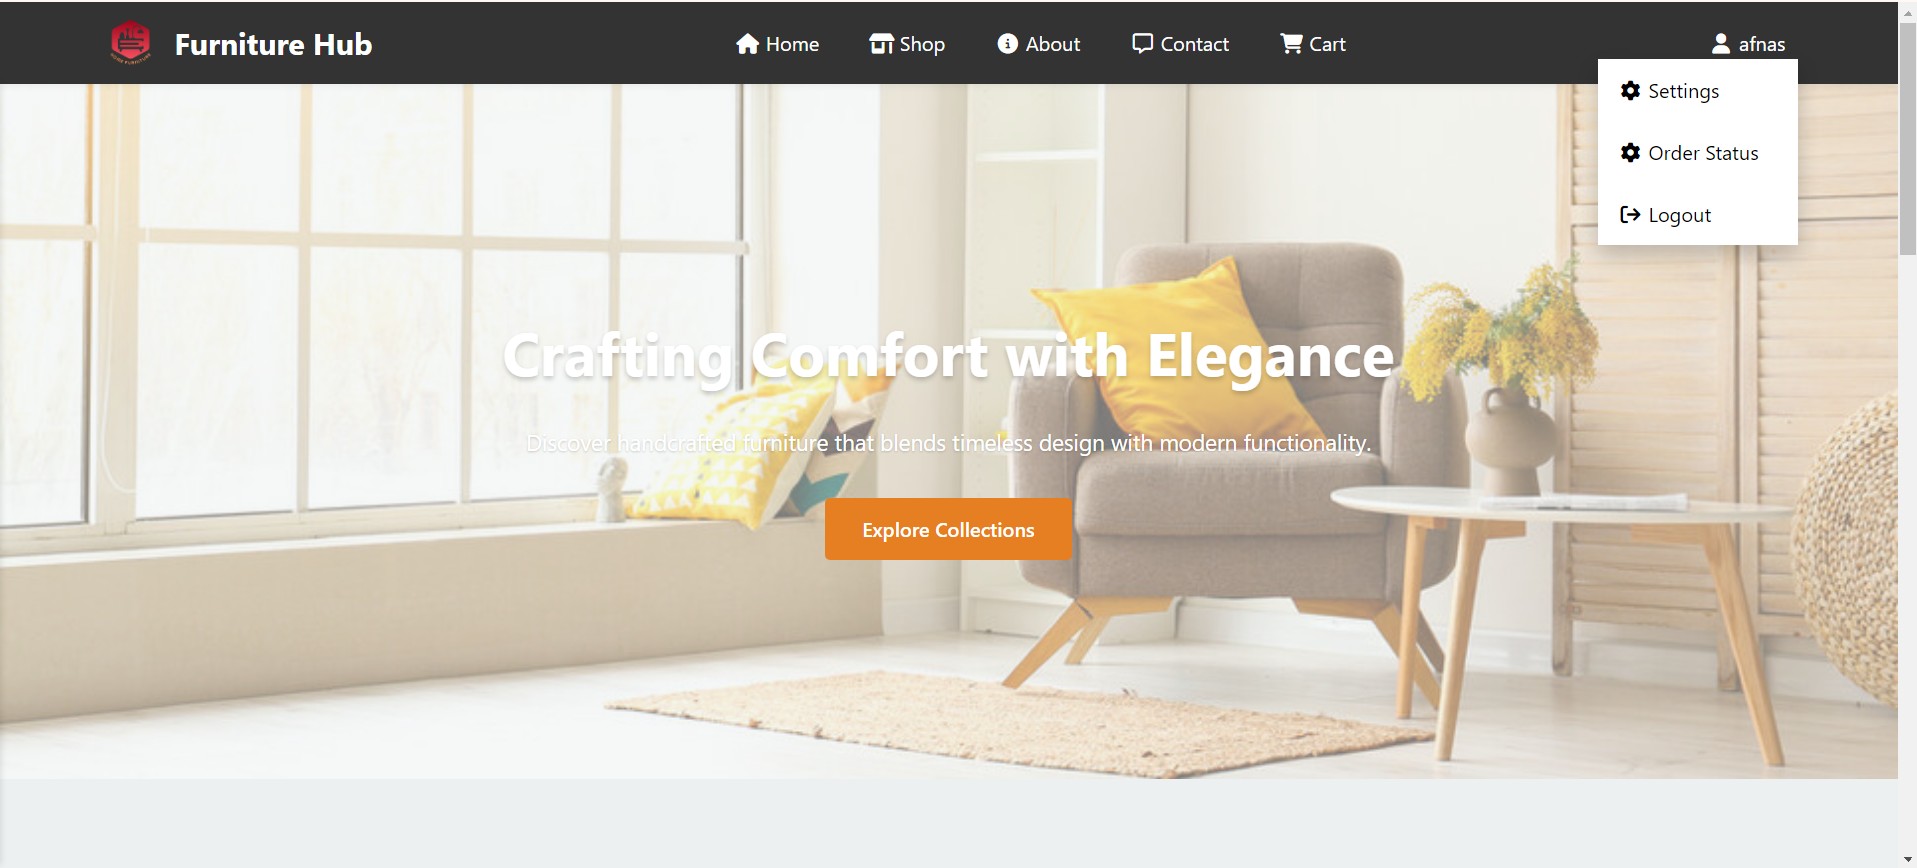 Furniture Hub
Home Shop About Contact Cart
afnas
Settings
Order Status
Logout
Crafting Comfort with Elegance
Discover handcrafted furniture that blends timeless design with modern functionality.
Explore Collections